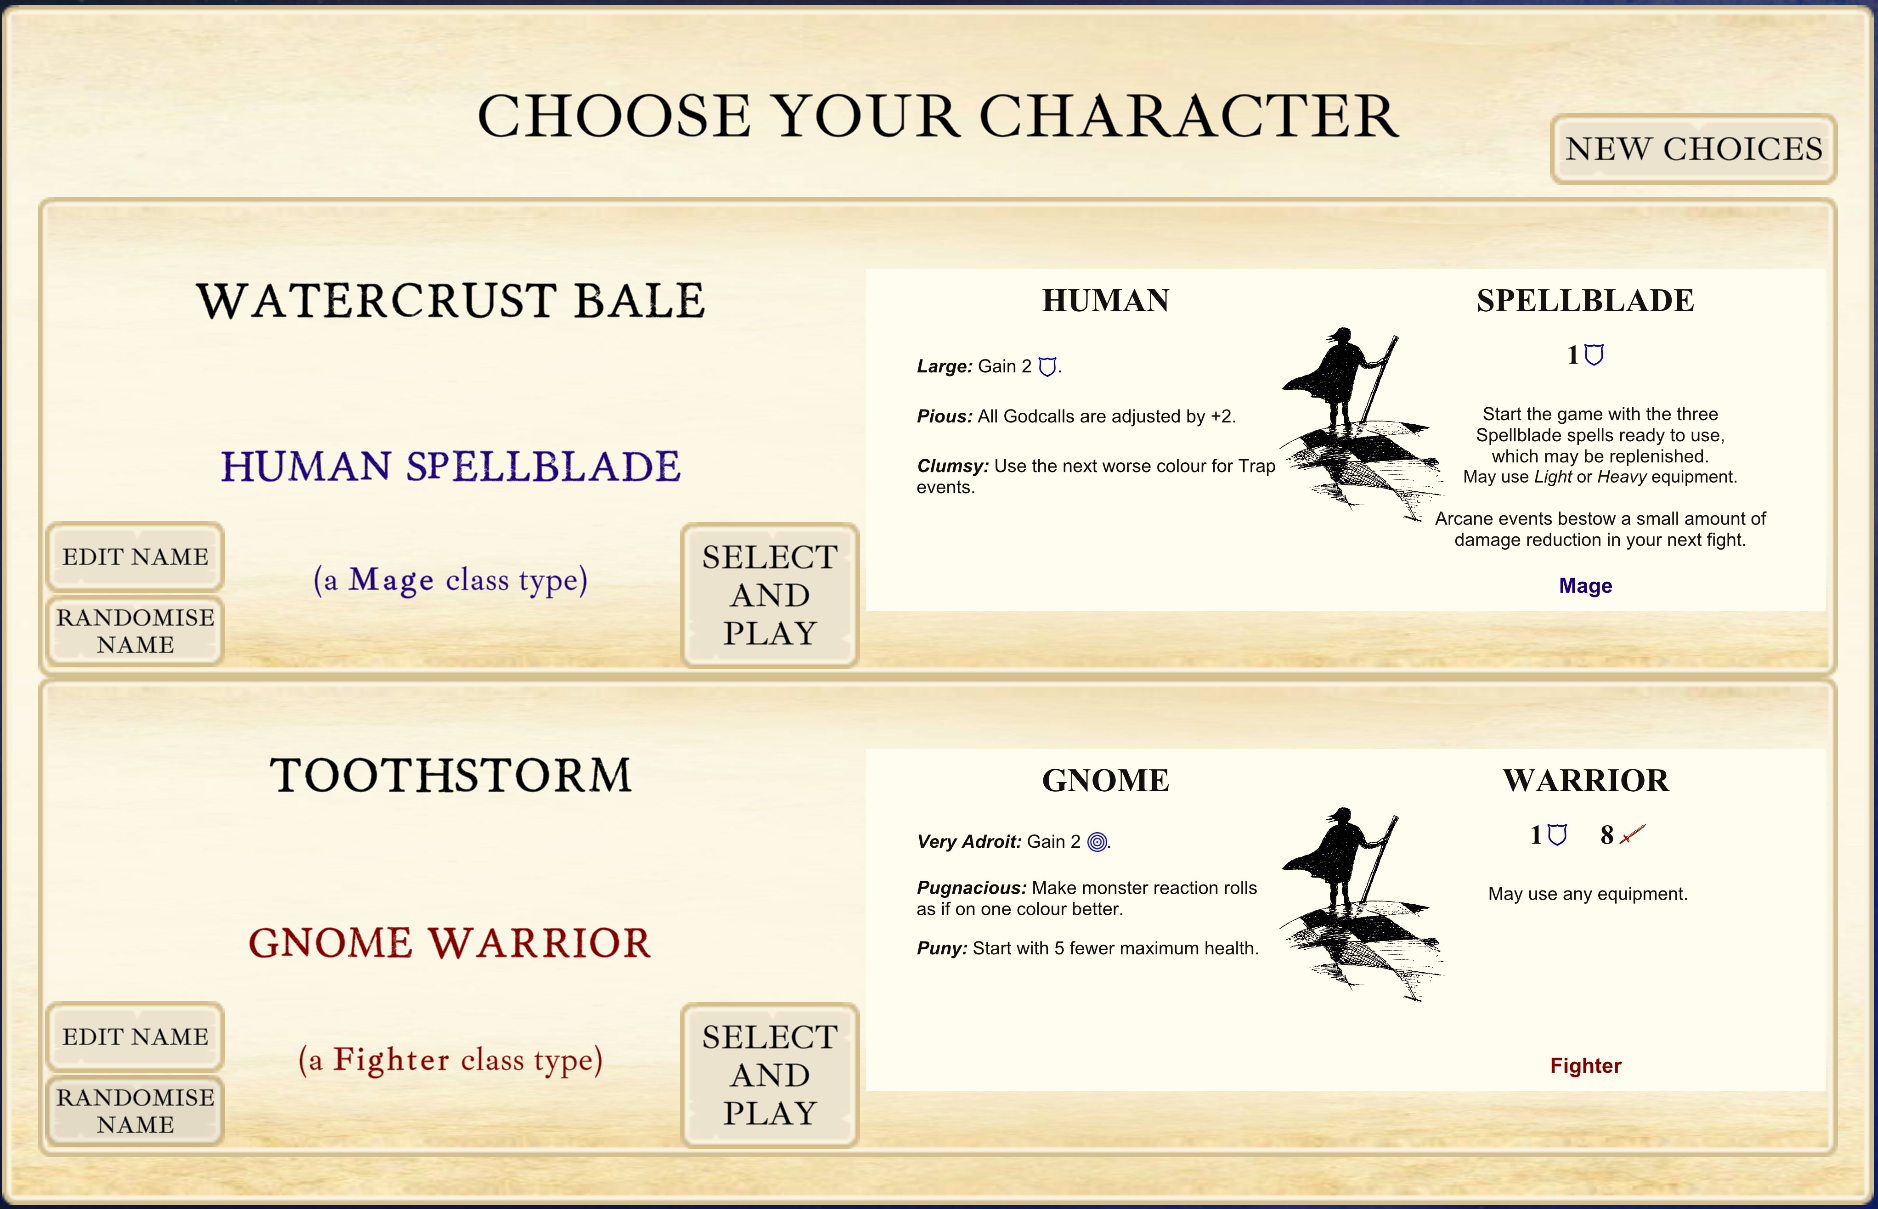 CHOOSE YOUR CHARACTER
NEW CHOICES
WATERCRUST BALE
HUMAN SPELLBLADE
(a Mage class type)
EDIT NAME
RANDOMISE
NAME
SELECT
AND
PLAY
HUMAN
Large: Gain 2 .
Pious: All Godcalls are adjusted by +2.
Clumsy: Use the next worse colour for Trap
events.
SPELLBLADE
1
Start the game with the three
Spellblade spells ready to use,
which may be replenished.
May use Light or Heavy equipment.
Arcane events bestow a small amount of
damage reduction in your next fight.
Mage
TOOTHSTORM
GNOME WARRIOR
(a Fighter class type)
EDIT NAME
RANDOMISE
NAME
SELECT
AND
PLAY
GNOME
Very Adroit: Gain 2 .
Pugnacious: Make monster reaction rolls
as if on one colour better.
Puny: Start with 5 fewer maximum health.
WARRIOR
1 8
May use any equipment.
Fighter